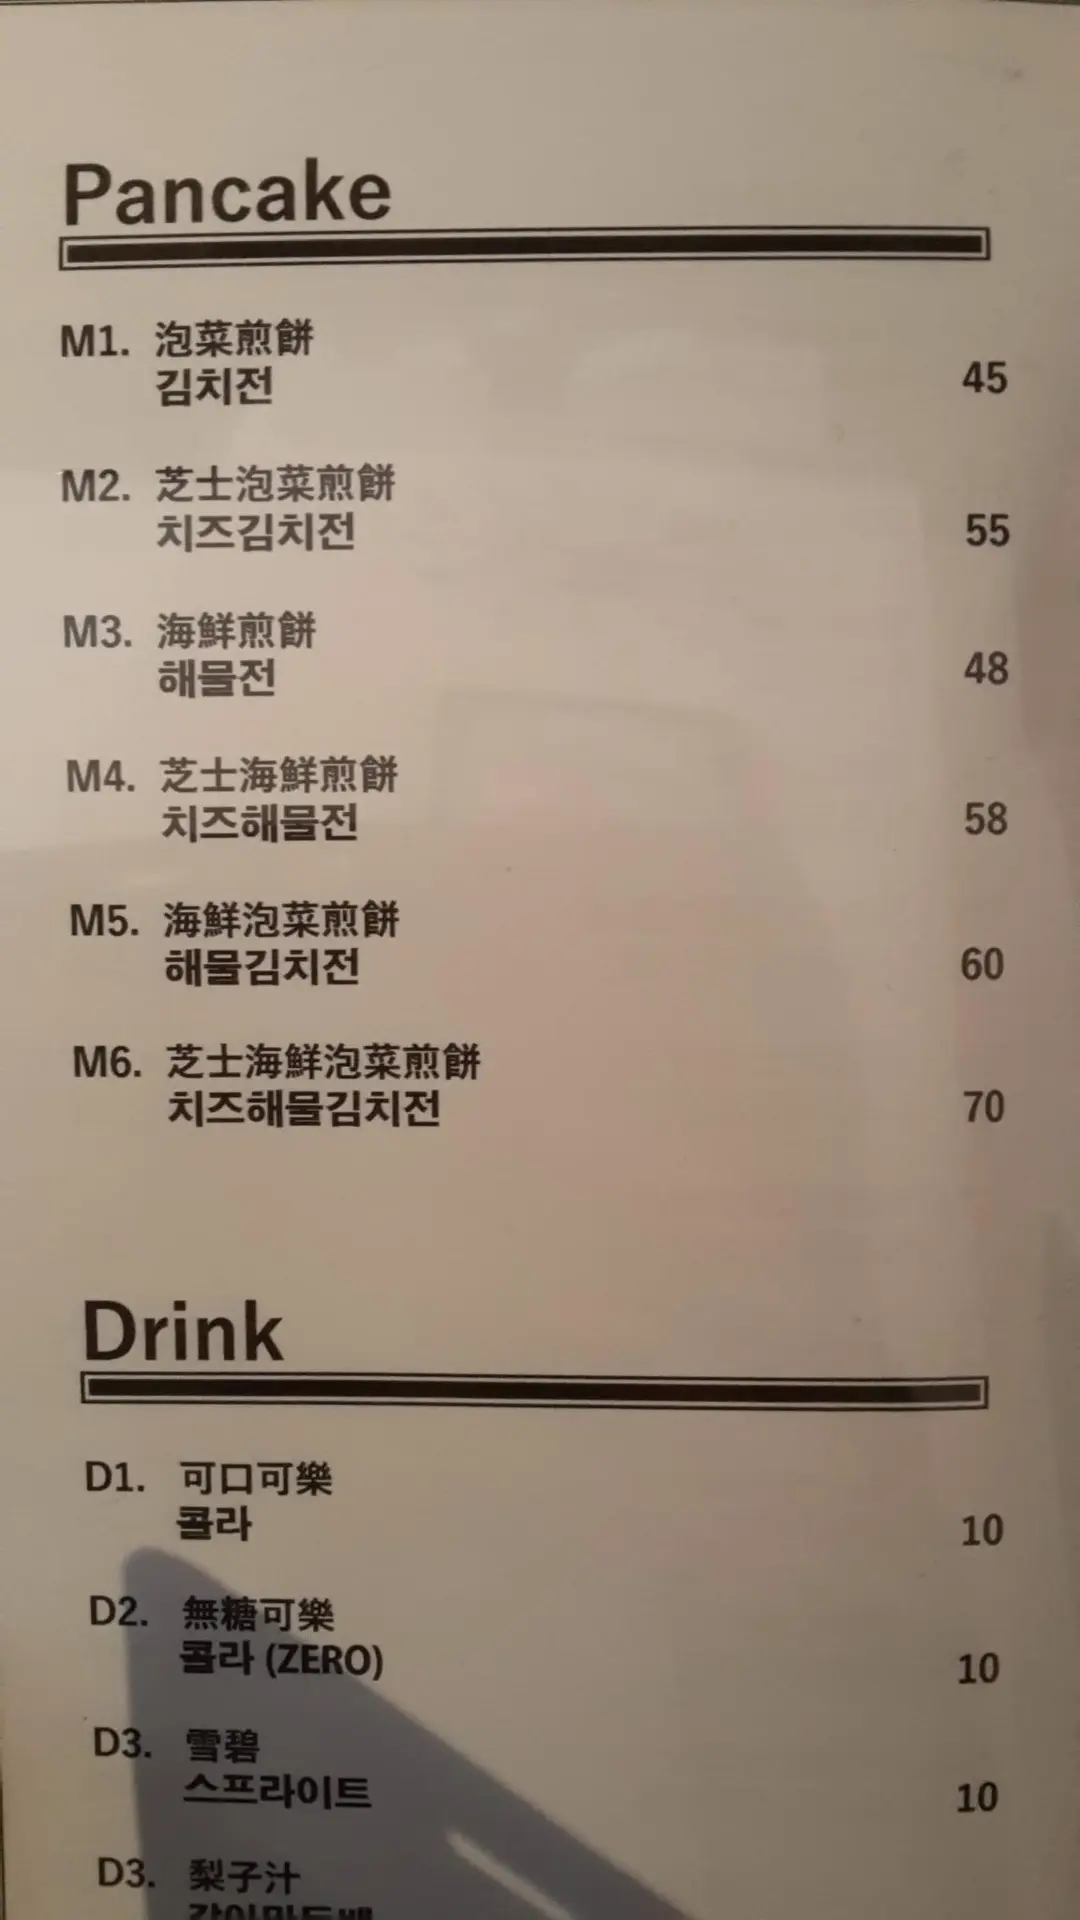 Pancake
M1. 泡菜煎餅
김치전
45
M2. 芝士泡菜煎餅
치즈김치전
55
M3. 海鮮煎餅
해물전
48
M4. 芝士海鮮煎餅
치즈해물전
58
M5. 海鮮泡菜煎餅
해물김치전
60
M6. 芝士海鮮泡菜煎餅
치즈해물김치전
70
Drink
D1. 可口可樂
콜라
10
D2. 無糖可樂
콜라 (ZERO)
10
D3. 雪碧
스프라이트
10
D3. 梨子汁